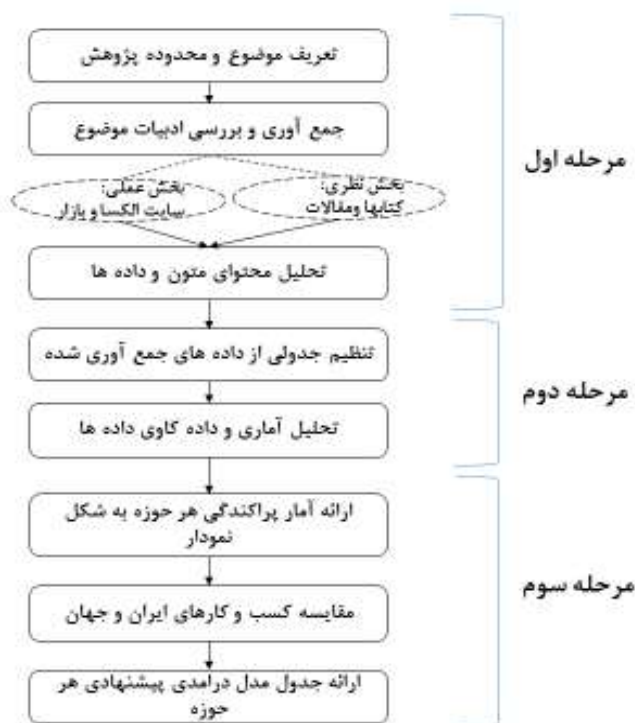 تعریف موضوع و محدوده پژوهش
جمع آوری و بررسی ادبیات موضوع
مرحله اول
بخش نظری:
کتابها ومقالات
بخش عملی:
سایت الکسا و بازار
تحلیل محتوای متون و داده ها
تنظیم جدولی از داده های جمع آوری شده
مرحله دوم
تحلیل آماری و داده کاوی داده ها
ارائه آمار پراکندگی هر حوزه به شکل
نمودار
مرحله سوم
مقایسه کسب و کارهای ایران و جهان
ارائه جدول مدل درامدی پیشنهادی هر
حوزه